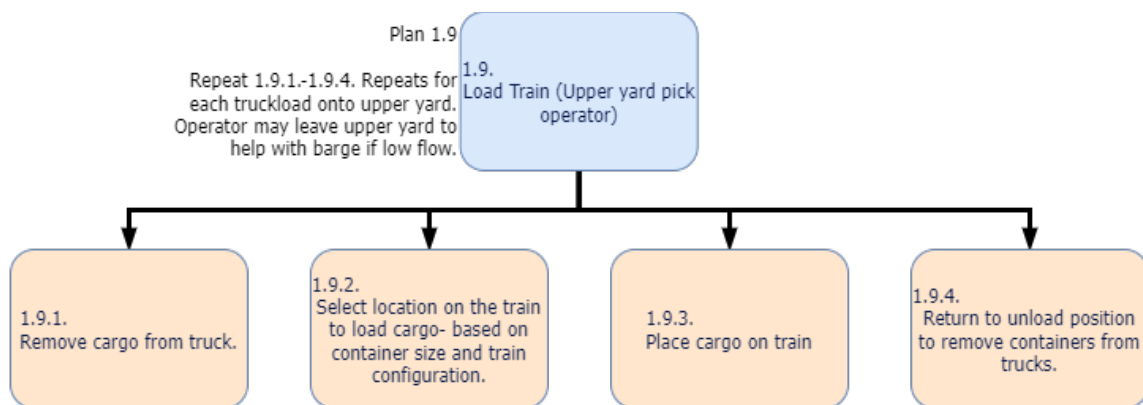 Plan 1.9
Repeat 1.9.1.-1.9.4. Repeats for
each truckload onto upper yard.
Operator may leave upper yard to
help with barge if low flow.
1.9.
Load Train (Upper yard pick
operator)
1.9.1.
Remove cargo from truck.
1.9.2.
Select location on the train
to load cargo- based on
container size and train
configuration.
1.9.3.
Place cargo on train
1.9.4.
Return to unload position
to remove containers from
trucks.